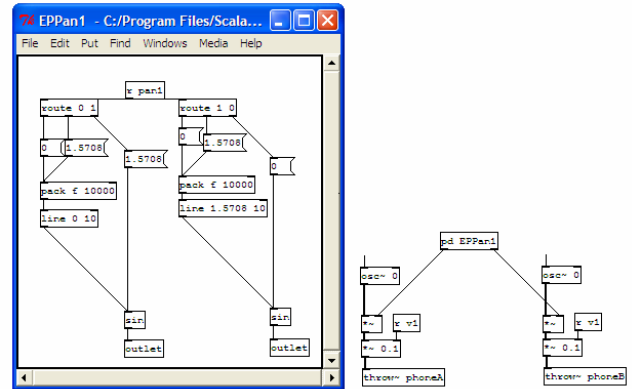 EPPan1 - C:/Program Files/Scala...
File Edit Put Find Windows Media Help
r pan1
route 0 1
route 1 0
0
1.5708
1.5708
0
1.5708
0
pack f 10000
pack f 10000
line 0 10
line 1.5708 10
sin
sin
outlet
outlet
pd EPPan1
osc~ 0
osc~ 0
*~
r v1
*~
r v1
*~ 0.1
*~ 0.1
throw~ phoneA
throw~ phoneB